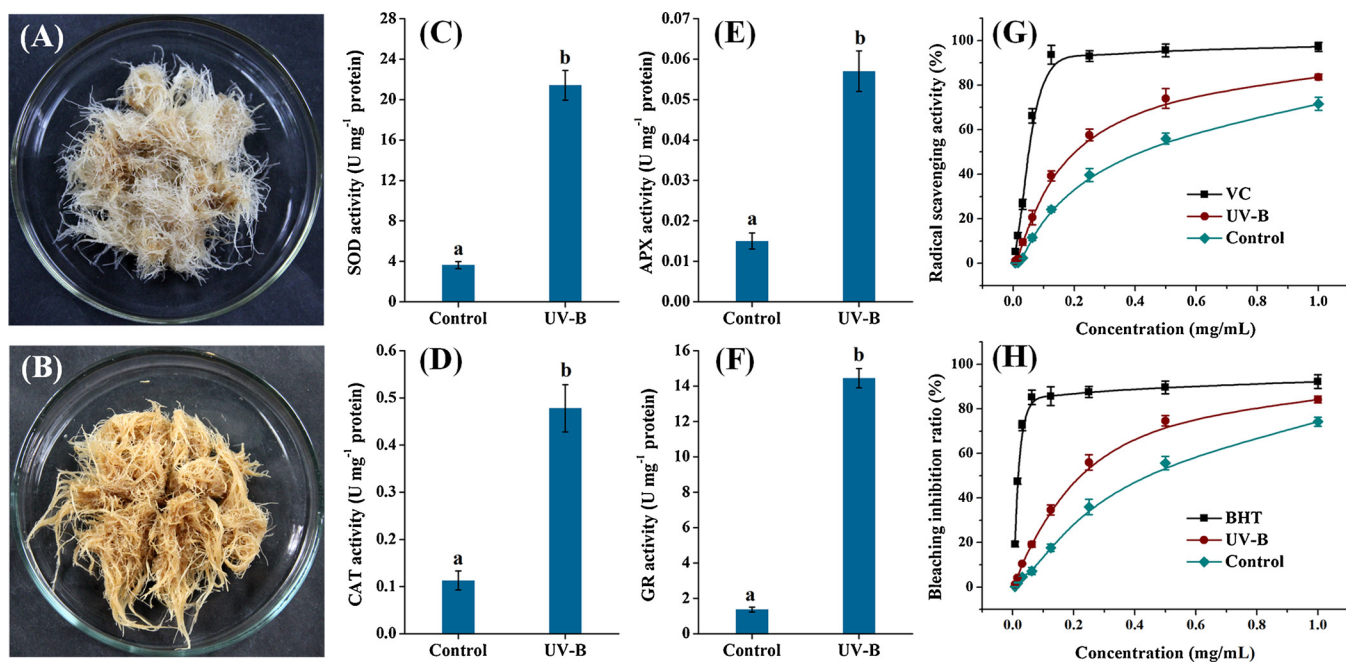 (A)
(B)
(C)
28
24
20
16
12
8
4
0
SOD activity (U mg⁻¹ protein)
a
b
Control
UV-B
(D)
0.6
0.5
0.4
0.3
0.2
0.1
0.0
CAT activity (U mg⁻¹ protein)
a
b
Control
UV-B
(E)
0.07
0.06
0.05
0.04
0.03
0.02
0.01
0.00
APX activity (U mg⁻¹ protein)
a
b
Control
UV-B
(F)
16
14
12
10
8
6
4
2
0
GR activity (U mg⁻¹ protein)
a
b
Control
UV-B
(G)
100
80
60
40
20
0
Radical scavenging activity (%)
VC
UV-B
Control
0.0
0.2
0.4
0.6
0.8
1.0
Concentration (mg/mL)
(H)
100
80
60
40
20
0
Bleaching inhibition ratio (%)
BHT
UV-B
Control
0.0
0.2
0.4
0.6
0.8
1.0
Concentration (mg/mL)